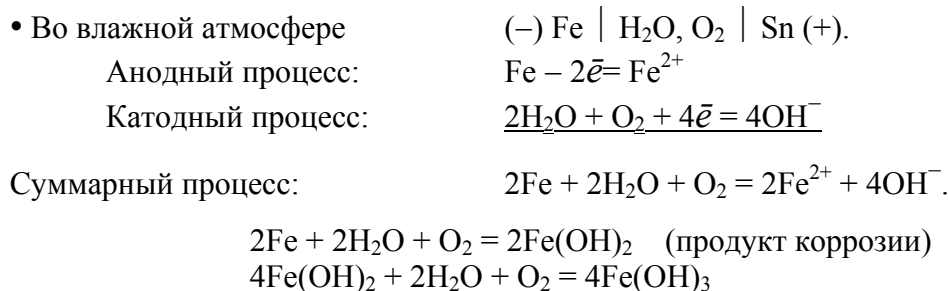 • Во влажной атмосфере (–) Fe │ H₂O, O₂ │ Sn (+).
Анодный процесс: Fe – 2ē= Fe²⁺
Катодный процесс: 2H₂O + O₂ + 4ē = 4OH⁻
Суммарный процесс: 2Fe + 2H₂O + O₂ = 2Fe²⁺ + 4OH⁻.
2Fe + 2H₂O + O₂ = 2Fe(OH)₂ (продукт коррозии)
4Fe(OH)₂ + 2H₂O + O₂ = 4Fe(OH)₃